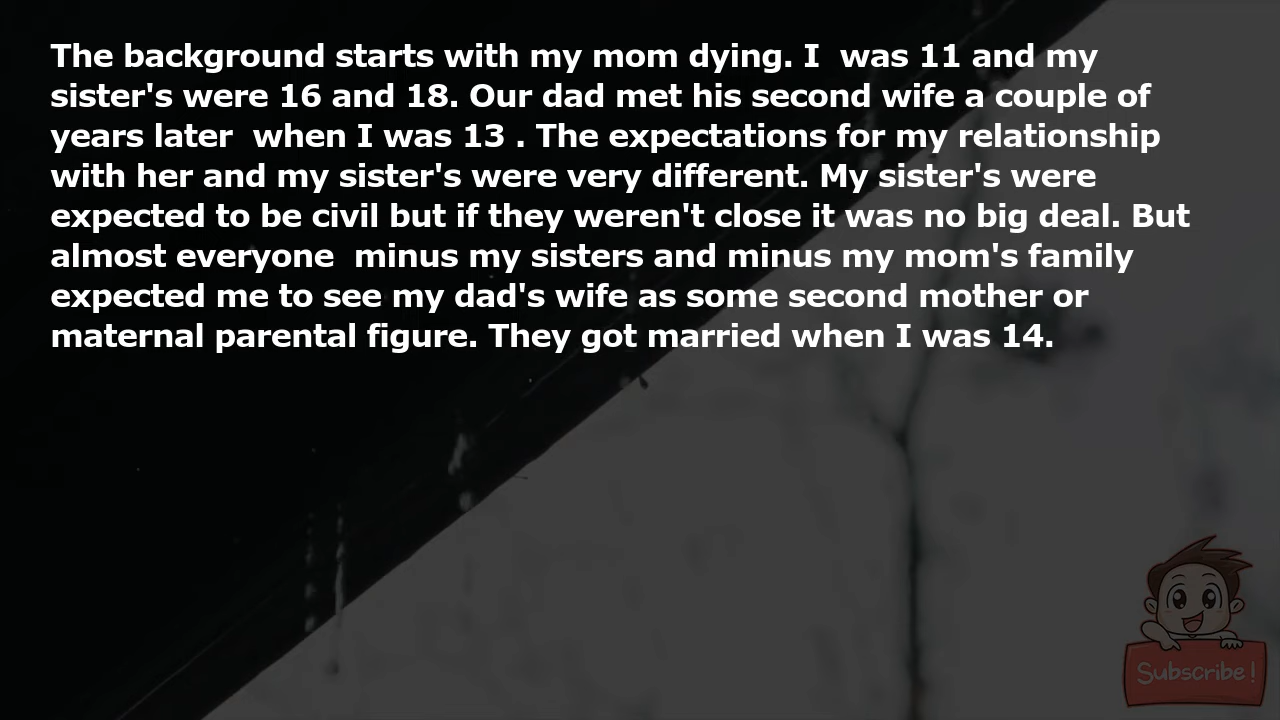 The background starts with my mom dying. I  was 11 and my
sister's were 16 and 18. Our dad met his second wife a couple of
years later  when I was 13 . The expectations for my relationship
with her and my sister's were very different. My sister's were
expected to be civil but if they weren't close it was no big deal. But
almost everyone  minus my sisters and minus my mom's family
expected me to see my dad's wife as some second mother or
maternal parental figure. They got married when I was 14.
Subscribe!